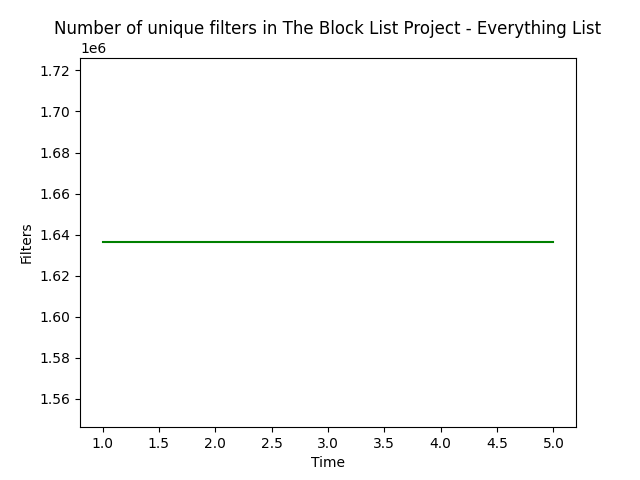 Number of unique filters in The Block List Project - Everything List
1e6
1.72
1.70
1.68
1.66
1.64
1.62
1.60
1.58
1.56
Filters
1.0 1.5 2.0 2.5 3.0 3.5 4.0 4.5 5.0
Time